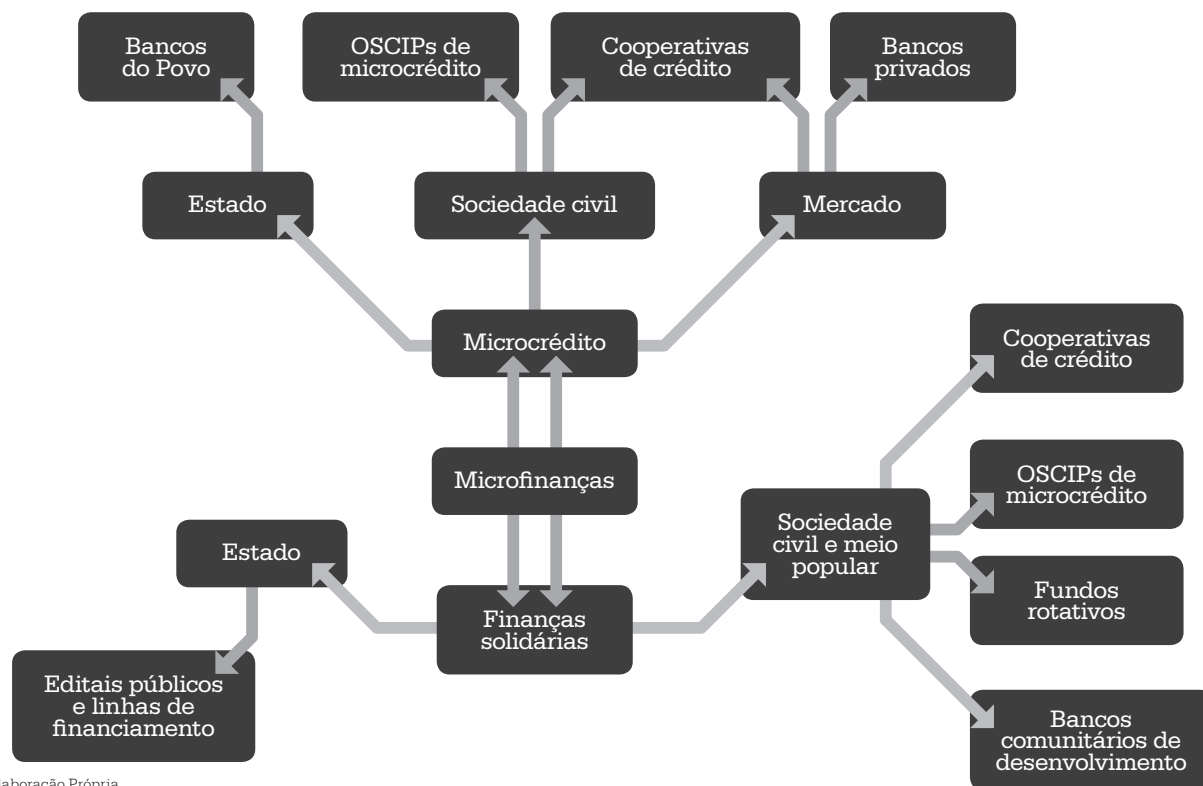 Bancos
do Povo
OSCIPs de
microcrédito
Cooperativas
de crédito
Bancos
privados
Estado
Sociedade civil
Mercado
Microcrédito
Cooperativas
de crédito
Microfinanças
OSCIPs de
microcrédito
Estado
Sociedade
civil e meio
popular
Fundos
rotativos
Finanças
solidárias
Editais públicos
e linhas de
financiamento
Bancos
comunitários de
desenvolvimento
Própria